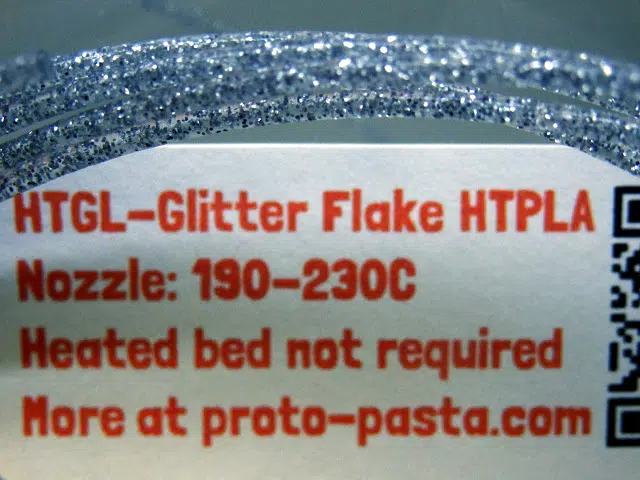 HTGL-Glitter Flake HTPLA
Nozzle: 190-230C
Heated bed not required
More at proto-pasta.com